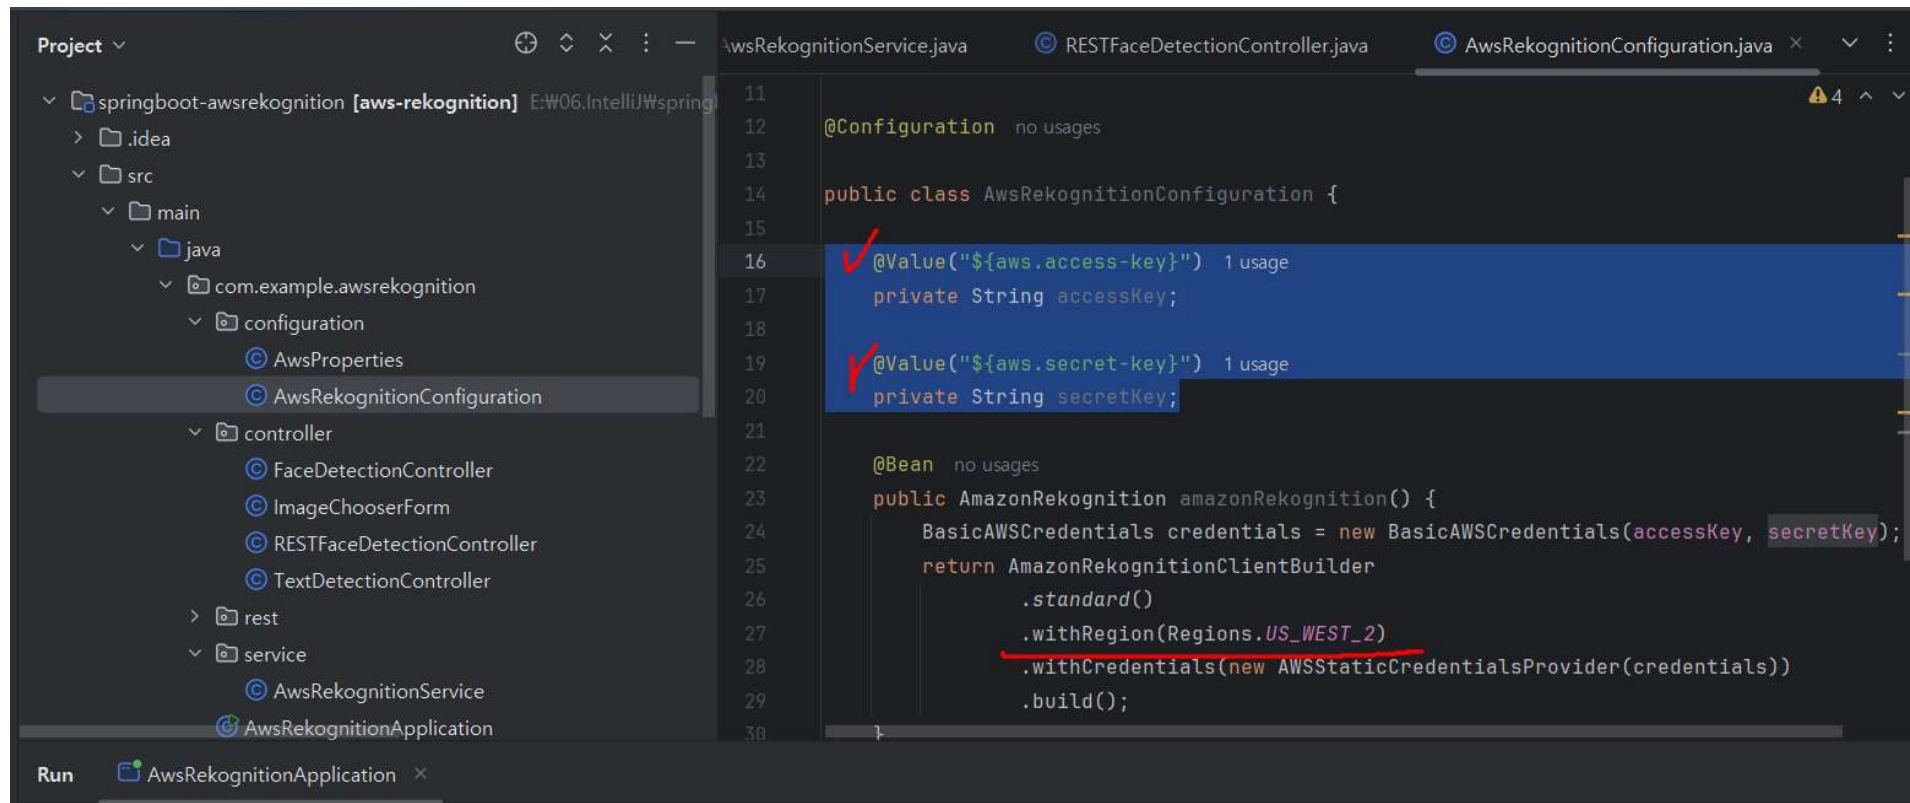 Project
springboot-awsrekognition [aws-rekognition] E:₩06.IntelliJ₩spring
.idea
src
main
java
com.example.awsrekognition
configuration
AwsProperties
AwsRekognitionConfiguration
controller
FaceDetectionController
ImageChooserForm
RESTFaceDetectionController
TextDetectionController
rest
service
AwsRekognitionService
AwsRekognitionApplication
AwsRekognitionService.java RESTFaceDetectionController.java AwsRekognitionConfiguration.java
4
11
12 @Configuration no usages
13
14 public class AwsRekognitionConfiguration {
15
16 @Value("${aws.access-key}") 1 usage
17 private String accessKey;
18
19 @Value("${aws.secret-key}") 1 usage
20 private String secretKey;
21
22 @Bean no usages
23 public AmazonRekognition amazonRekognition() {
24 BasicAWSCredentials credentials = new BasicAWSCredentials(accessKey, secretKey);
25 return AmazonRekognitionClientBuilder
26 .standard()
27 .withRegion(Regions.US_WEST_2)
28 .withCredentials(new AWSStaticCredentialsProvider(credentials))
29 .build();
30 }
Run AwsRekognitionApplication